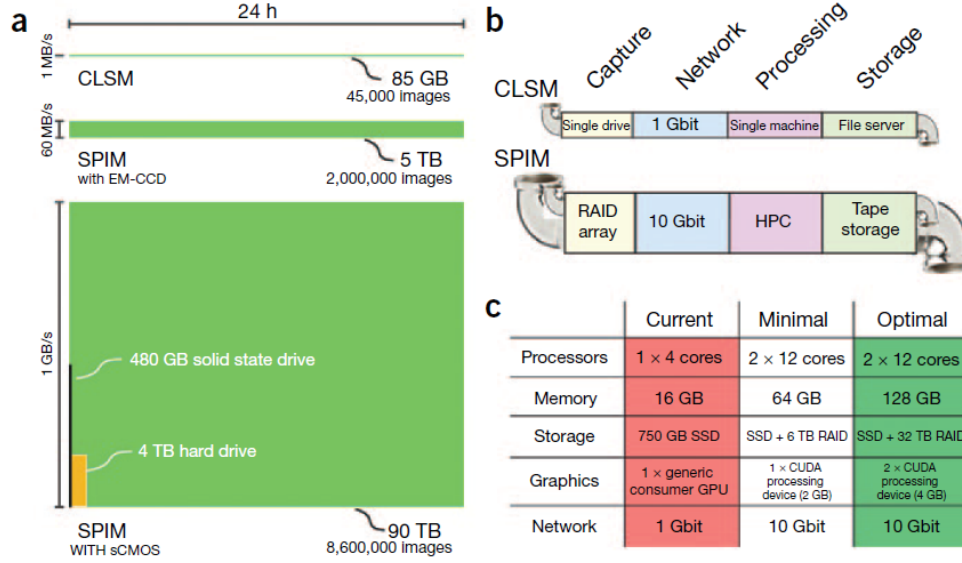 a
24 h
1 MB/s
CLSM
85 GB
45,000 images
60 MB/s
SPIM
with EM-CCD
5 TB
2,000,000 images
1 GB/s
480 GB solid state drive
4 TB hard drive
SPIM
WITH sCMOS
90 TB
8,600,000 images
b
Capture
Network
Processing
Storage
CLSM
Single drive
1 Gbit
Single machine
File server
SPIM
RAID
array
10 Gbit
HPC
Tape
storage
c
Current
Minimal
Optimal
Processors
1 × 4 cores
2 × 12 cores
2 × 12 cores
Memory
16 GB
64 GB
128 GB
Storage
750 GB SSD
SSD + 6 TB RAID
SSD + 32 TB RAID
Graphics
1 × generic
consumer GPU
1 × CUDA
processing
device (2 GB)
2 × CUDA
processing
device (4 GB)
Network
1 Gbit
10 Gbit
10 Gbit